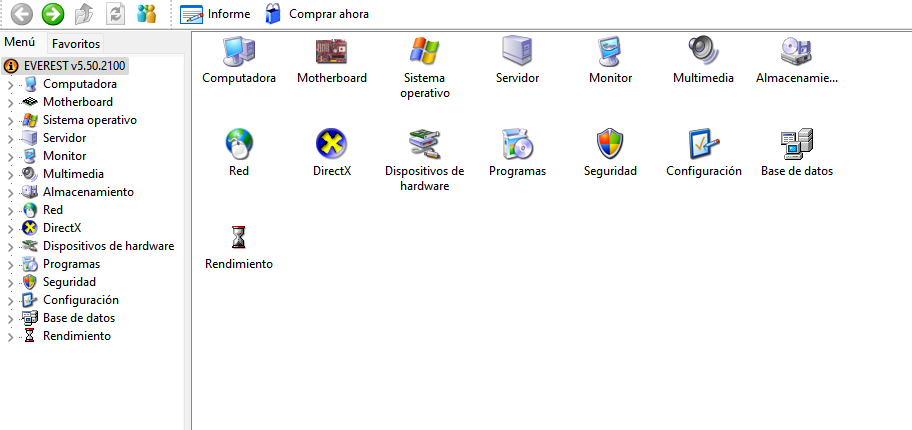 Informe
Comprar ahora
Menú
Favoritos
EVEREST v5.50.2100
Computadora
Motherboard
Sistema operativo
Servidor
Monitor
Multimedia
Almacenamiento
Red
DirectX
Dispositivos de hardware
Programas
Seguridad
Configuración
Base de datos
Rendimiento
Computadora
Motherboard
Sistema
operativo
Servidor
Monitor
Multimedia
Almacenamie...
Red
DirectX
Dispositivos de
hardware
Programas
Seguridad
Configuración
Base de datos
Rendimiento